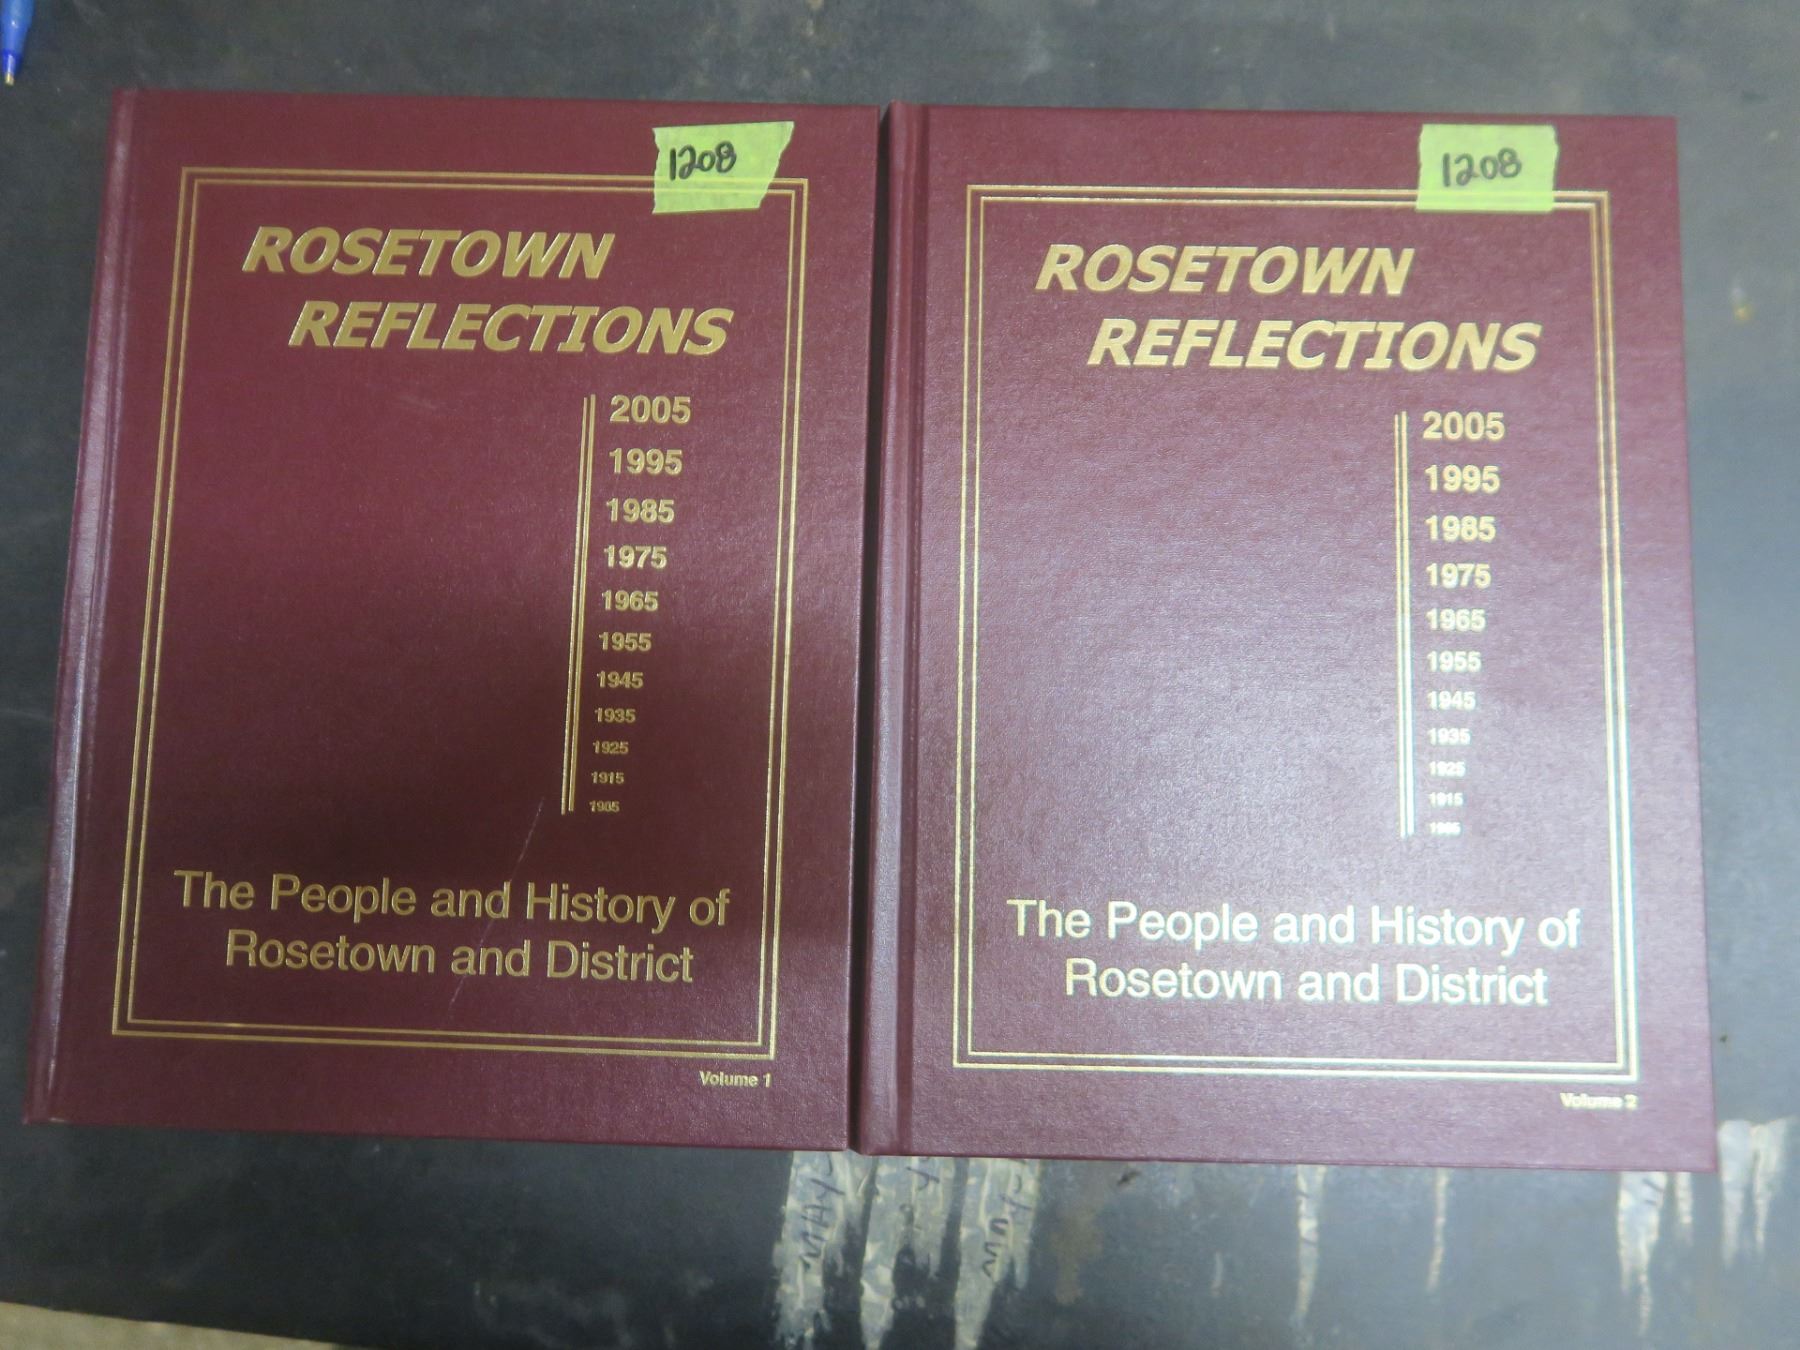 1208
ROSETOWN
REFLECTIONS
2005
1995
1985
1975
1965
1955
1945
1935
1925
1915
1905
The People and History of
Rosetown and District
Volume 1
1208
ROSETOWN
REFLECTIONS
2005
1995
1985
1975
1965
1955
1945
1935
1925
1915
1905
The People and History of
Rosetown and District
Volume 2